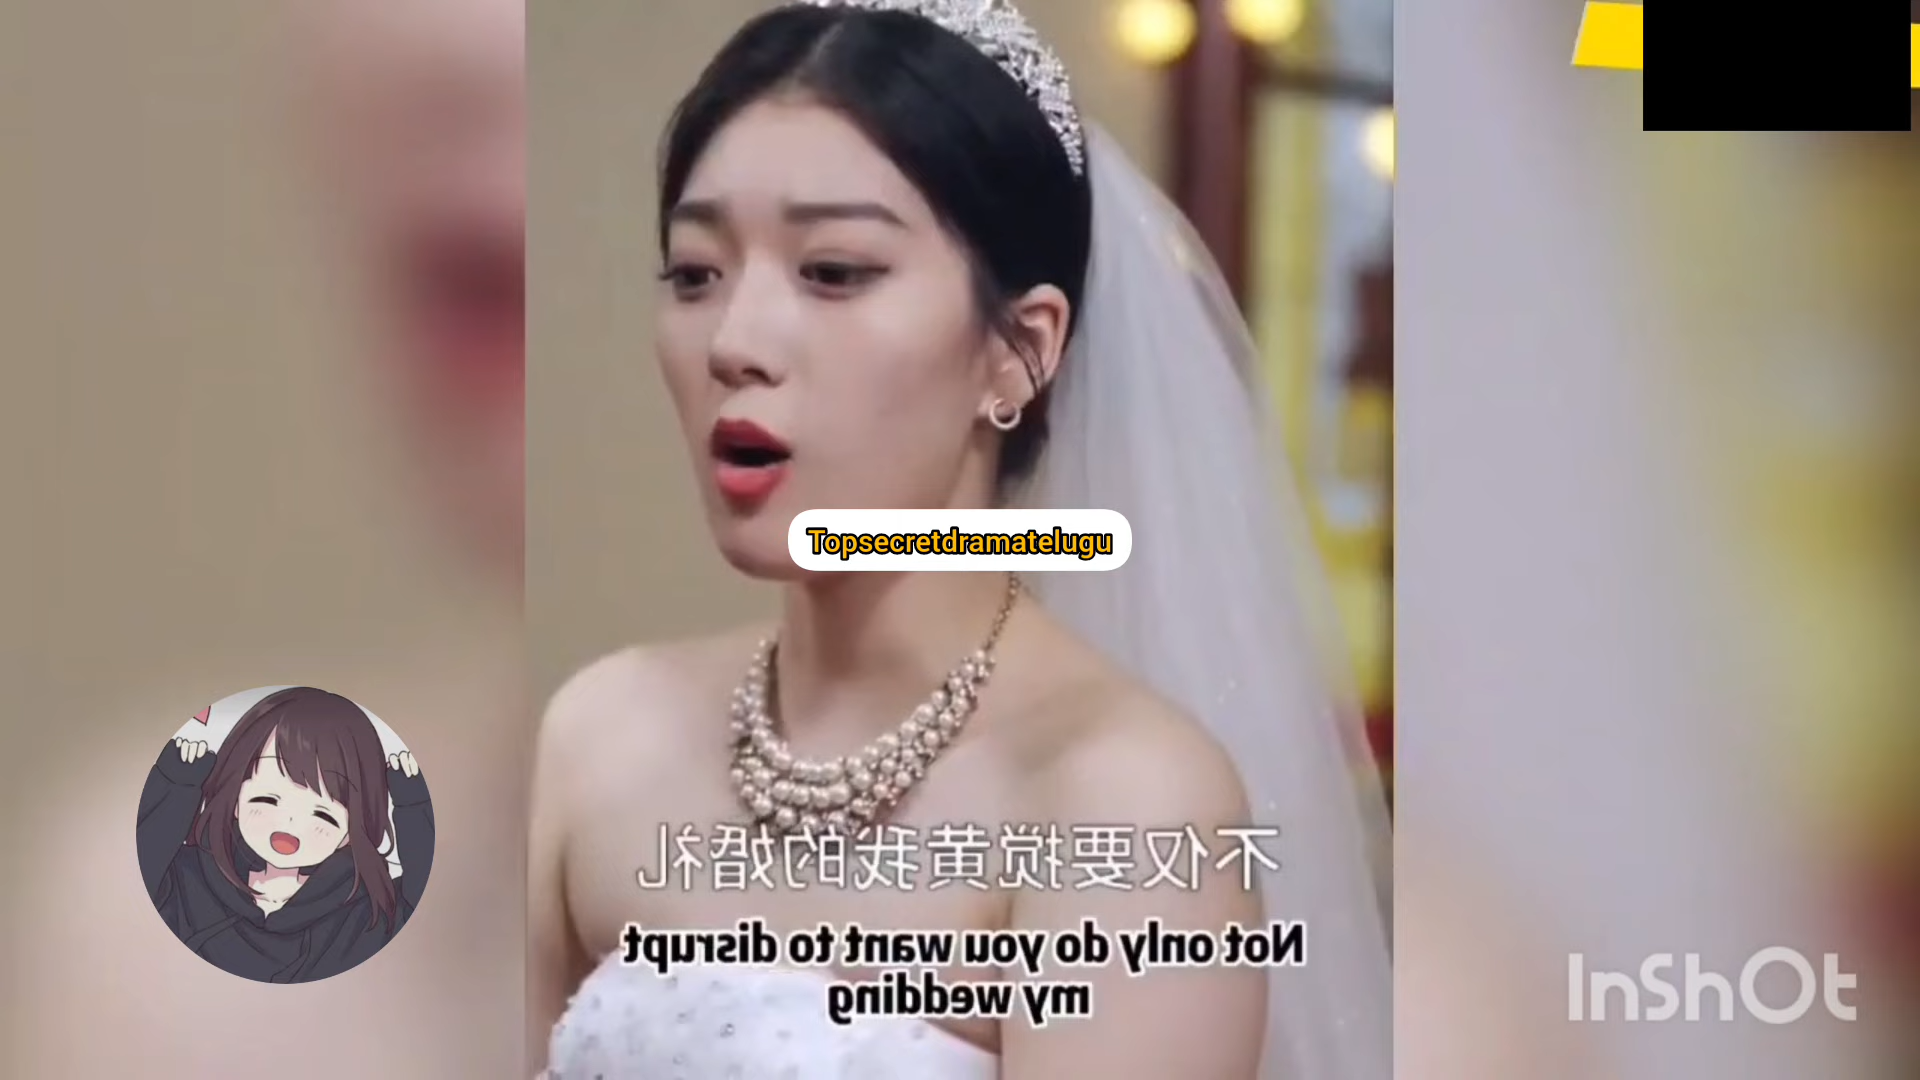 Topsecretdramatelugu
不仅要搅黄我的婚礼
Not only do you want to disrupt
my wedding
InShOt